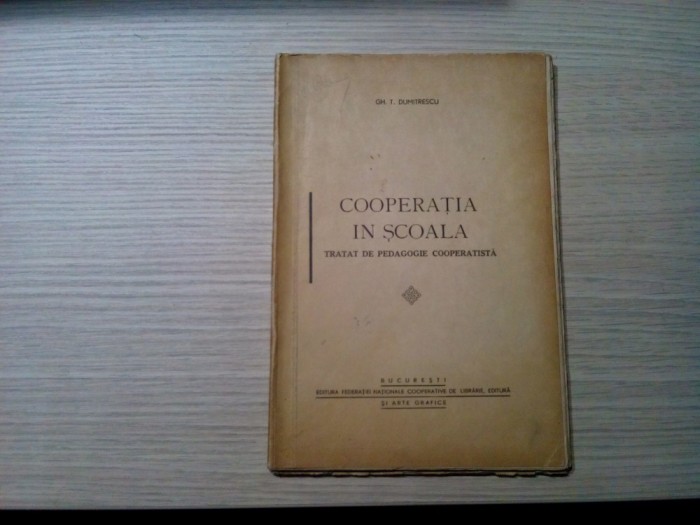 GH. T. DUMITRESCU
COOPERAȚIA
IN ȘCOALA
TRATAT DE PEDAGOGIE COOPERATISTĂ
BUCUREȘTI
EDITURA FEDERAȚIEI NAȚIONALE COOPERATIVE DE LIBRĂRIE, EDITURĂ
ȘI ARTE GRAFICE